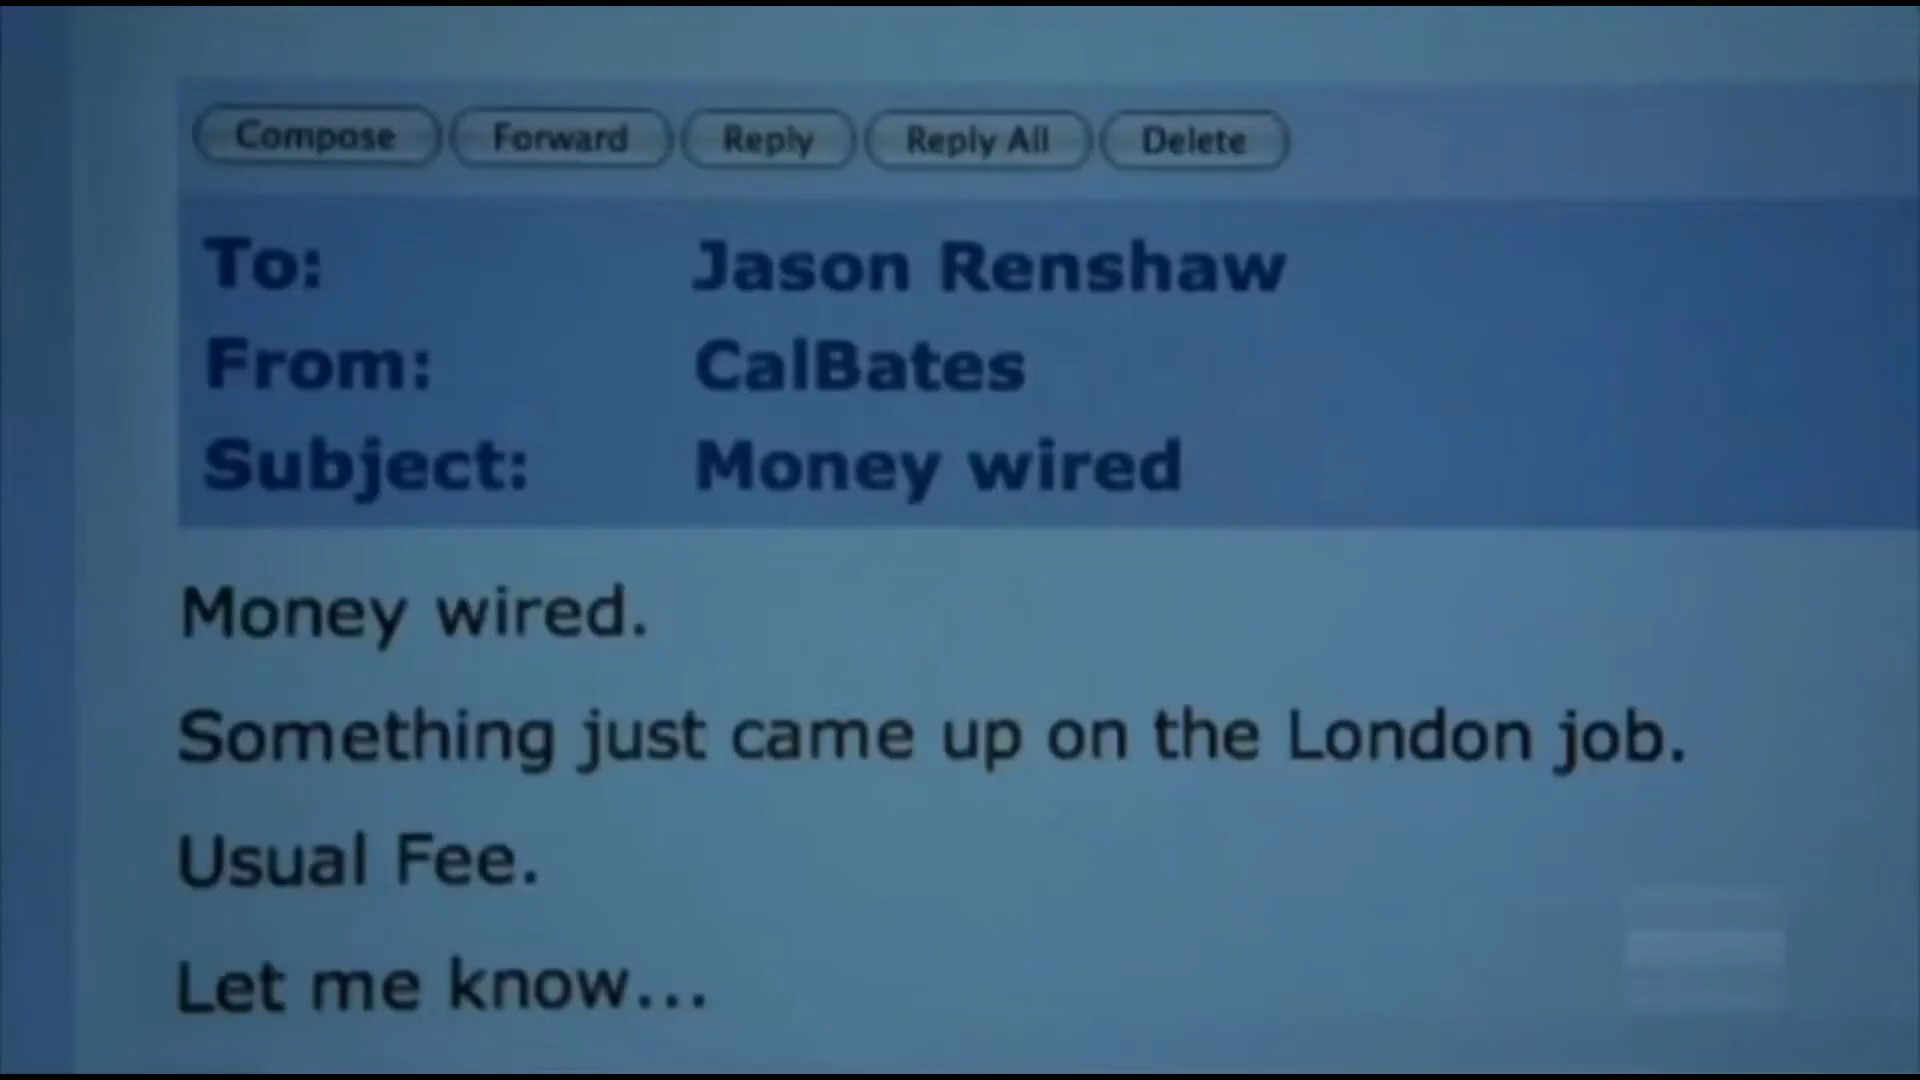 Compose Forward Reply Reply All Delete
To: Jason Renshaw
From: CalBates
Subject: Money wired
Money wired.
Something just came up on the London job.
Usual Fee.
Let me know...